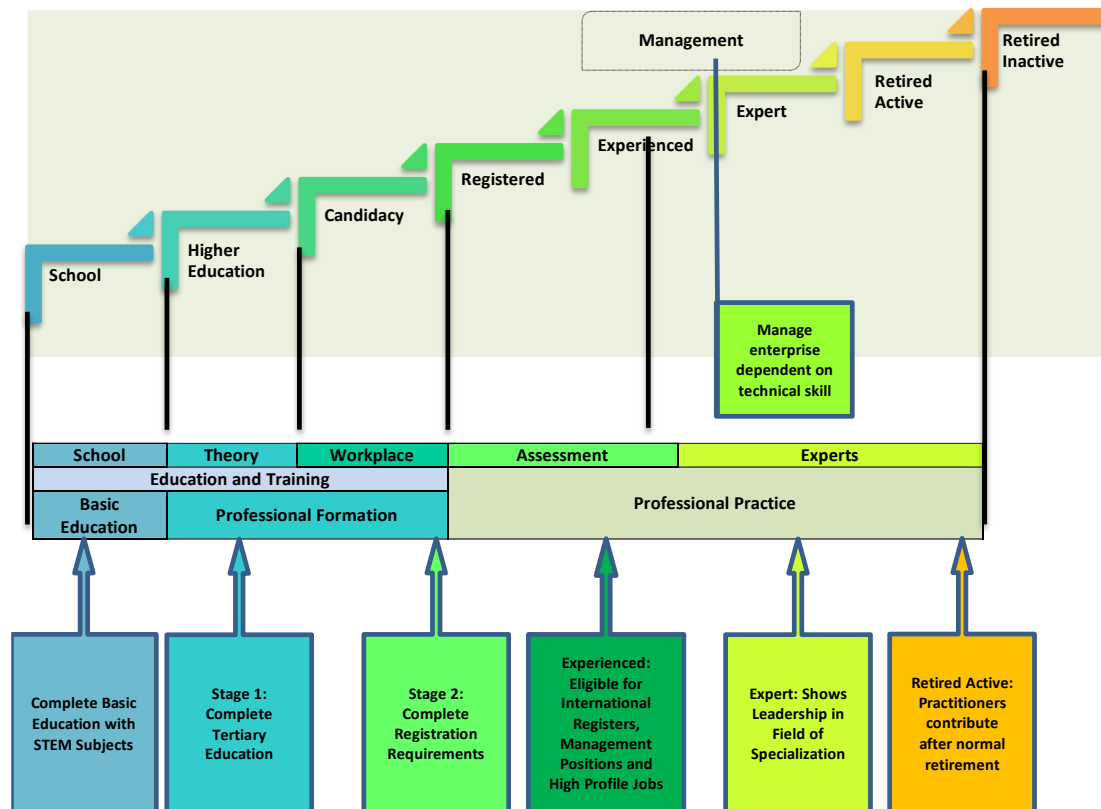 Management
Retired
Inactive
Retired
Active
Expert
Experienced
Registered
Candidacy
Higher
Education
School
Manage
enterprise
dependent on
technical skill
School
Theory
Workplace
Assessment
Experts
Education and Training
Basic
Education
Professional Formation
Professional Practice
Complete Basic
Education with
STEM Subjects
Stage 1:
Complete
Tertiary
Education
Stage 2:
Complete
Registration
Requirements
Experienced:
Eligible for
International
Registers,
Management
Positions and
High Profile Jobs
Expert: Shows
Leadership in
Field of
Specialization
Retired Active:
Practitioners
contribute
after normal
retirement